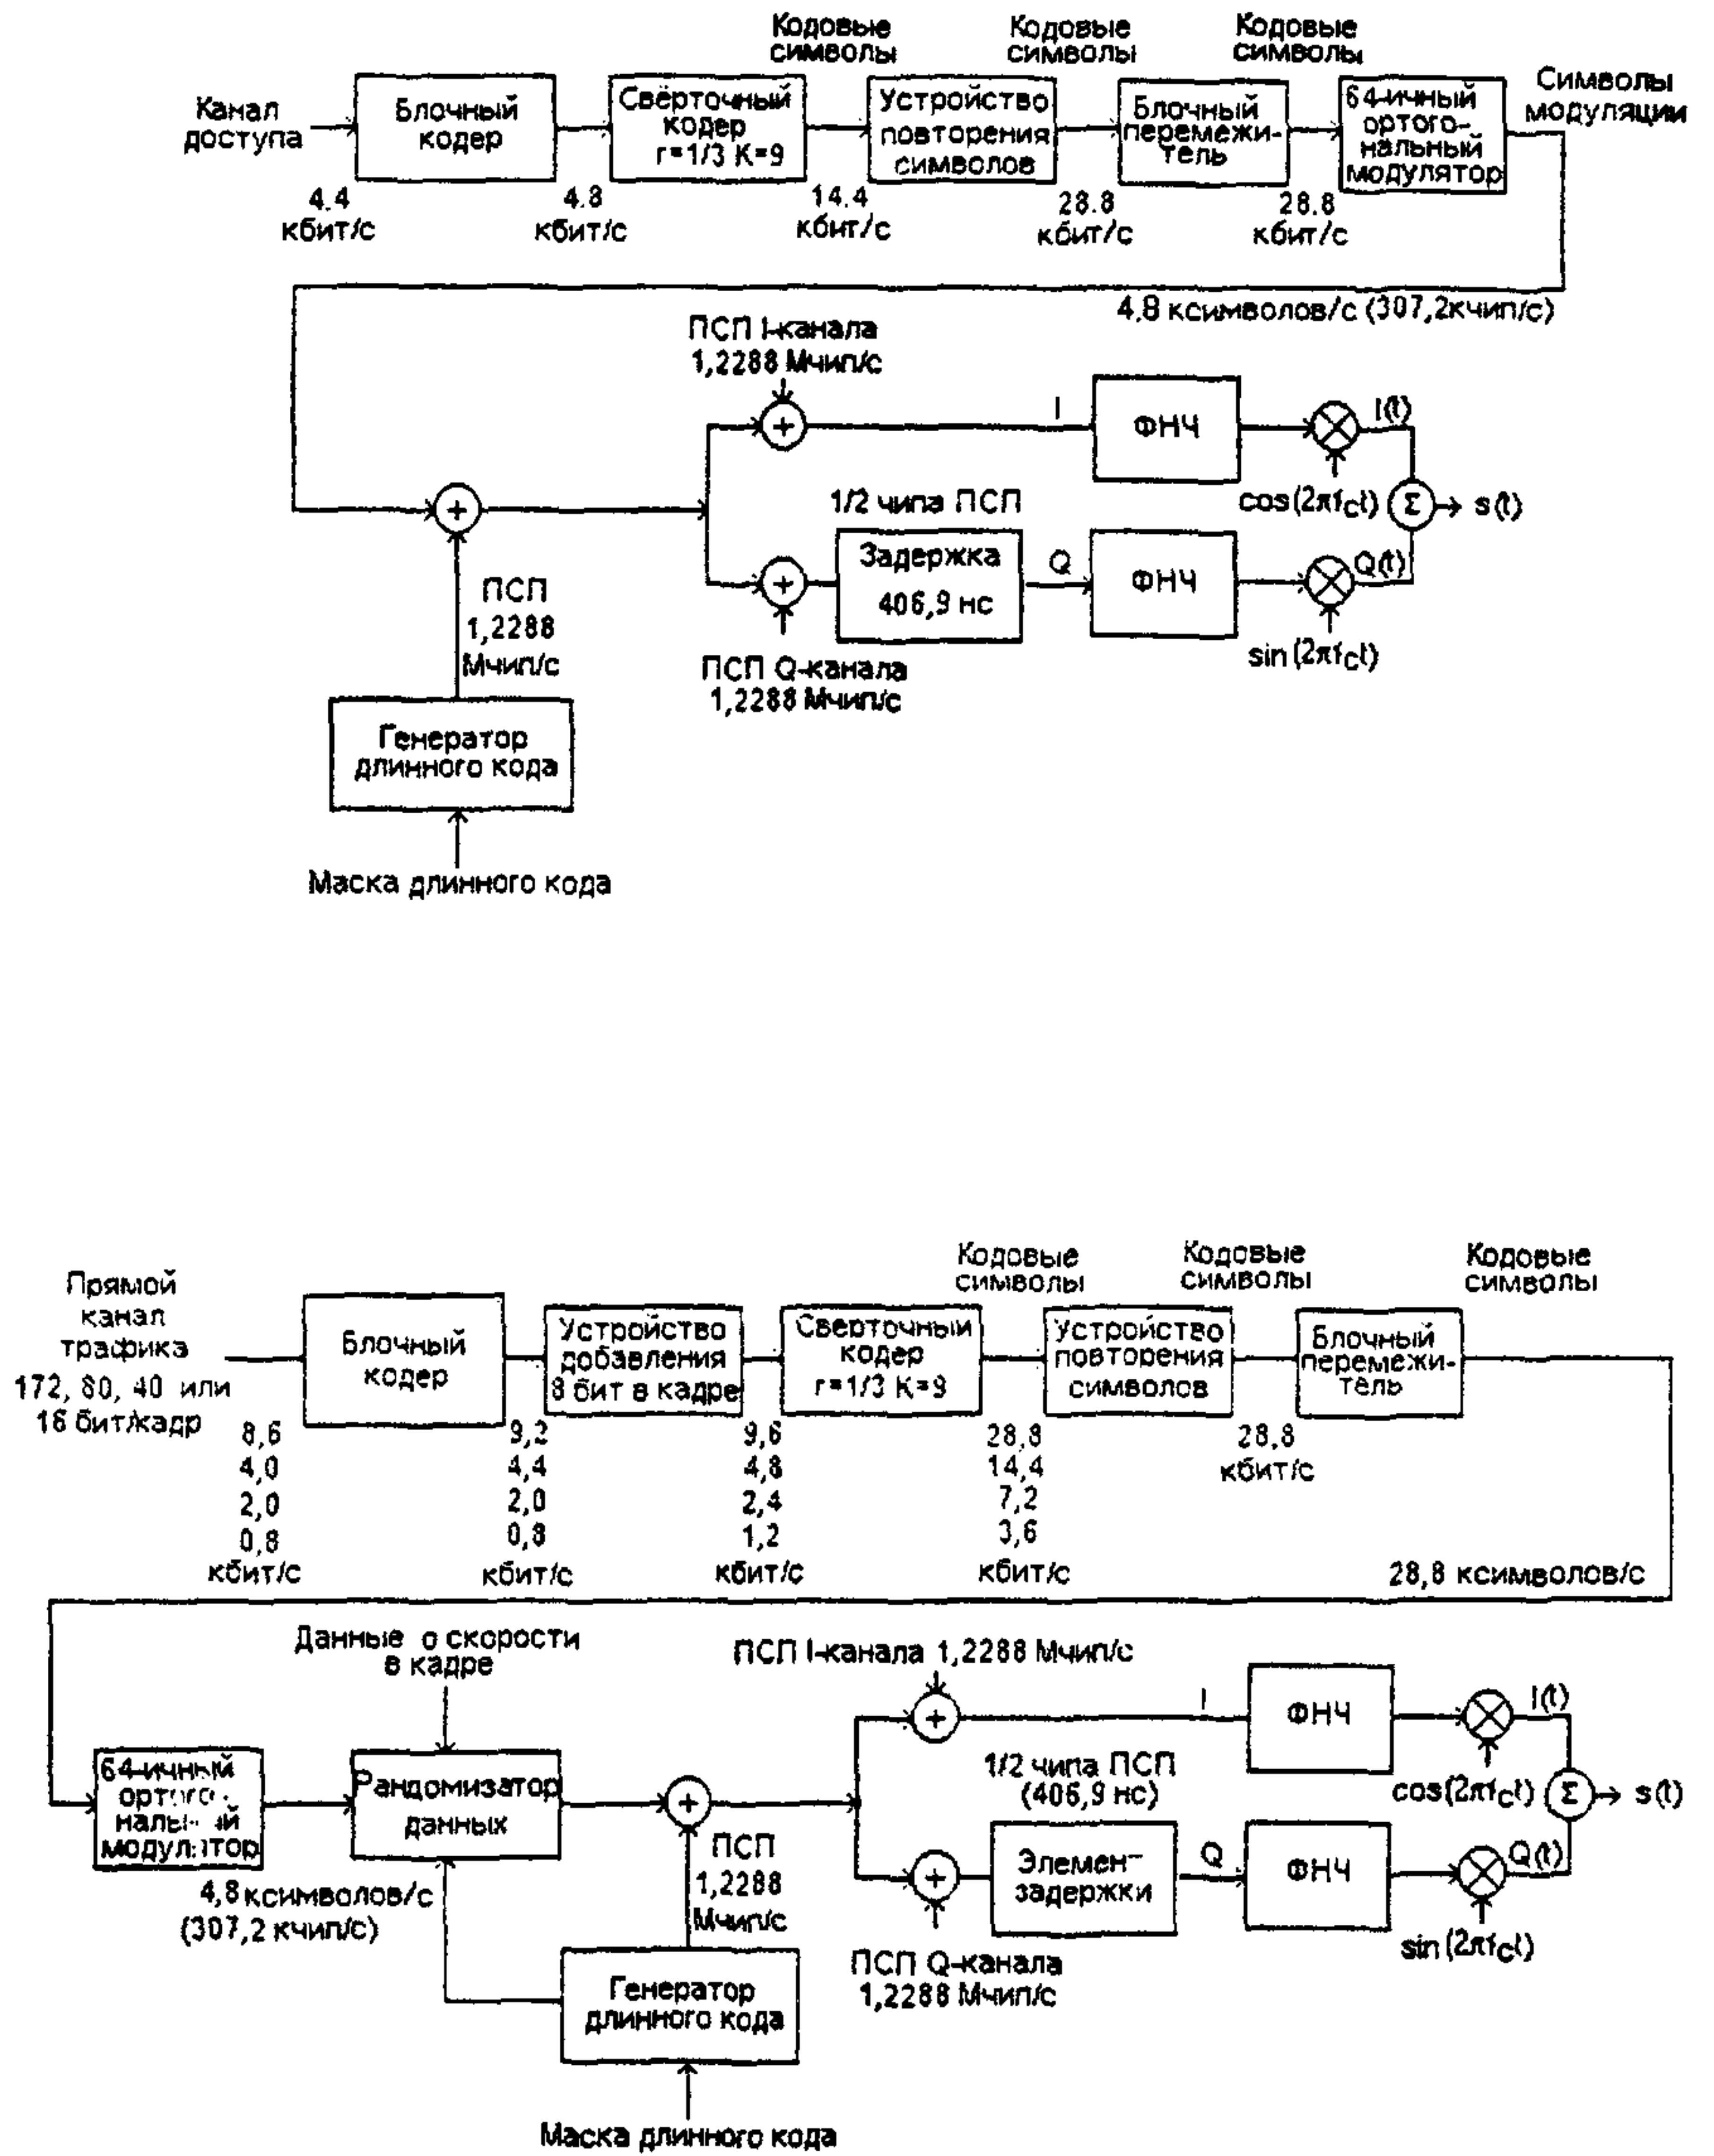 Кодовые
символы
Кодовые
символы
Кодовые
символы
Символы
модуляции
Канал
доступа
Блочный
кодер
Свёрточный
кодер
r=1/3 K=9
Устройство
повторения
символов
Блочный
перемежи-
тель
64-ичный
ортого-
нальный
модулятор
4.4
кбит/с
4.8
кбит/с
14.4
кбит/с
28.8
кбит/с
28.8
кбит/с
4,8 ксимволов/с (307,2кчип/с)
ПСП I-канала
1,2288 Мчип/с
+
I
ФНЧ
I(t)
cos(2πfct)
+
1/2 чипа ПСП
Σ
s(t)
Задержка
406,9 нс
+
Q
ФНЧ
Q(t)
sin(2πfct)
ПСП
1,2288
Мчип/с
ПСП Q-канала
1,2288 Мчип/с
Генератор
длинного кода
Маска длинного кода
Прямой
канал
трафика
172, 80, 40 или
16 бит/кадр
Блочный
кодер
Устройство
добавления
8 бит в кадре
Сверточный
кодер
r=1/3 K=9
Кодовые
символы
Устройство
повторения
символов
Кодовые
символы
Блочный
перемежи-
тель
Кодовые
символы
8,6
4,0
2,0
0,8
кбит/с
9,2
4,4
2,0
0,8
кбит/с
9,6
4,8
2,4
1,2
кбит/с
28,8
14,4
7,2
3,6
кбит/с
28,8
кбит/с
28,8 ксимволов/с
Данные о скорости
в кадре
ПСП I-канала 1,2288 Мчип/с
+
I
ФНЧ
I(t)
cos(2πfct)
64-ичный
ортого-
нальный
модулятор
Рандомизатор
данных
+
1/2 чипа ПСП
(406,9 нс)
Σ
s(t)
4,8 ксимволов/с
(307,2 кчип/с)
ПСП
1,2288
Мчип/с
+
Элемент
задержки
Q
ФНЧ
Q(t)
sin(2πfct)
ПСП Q-канала
1,2288 Мчип/с
Генератор
длинного кода
Маска длинного кода